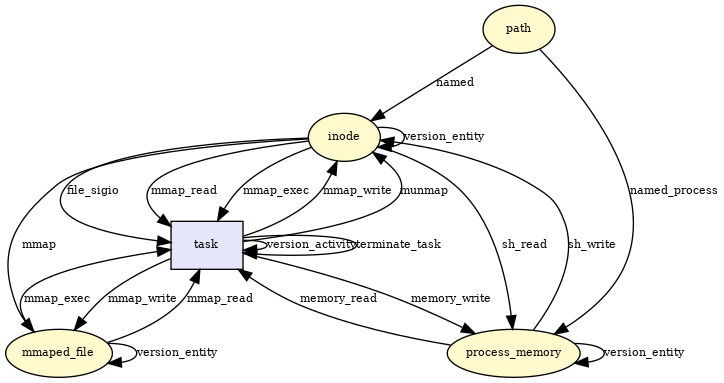 path
named
inode
version_entity
file_sigio
mmap_read
mmap_exec
mmap_write
munmap
named_process
mmap
task
version_activity
terminate_task
sh_read
sh_write
mmap_exec
mmap_write
mmap_read
memory_read
memory_write
mmaped_file
version_entity
process_memory
version_entity